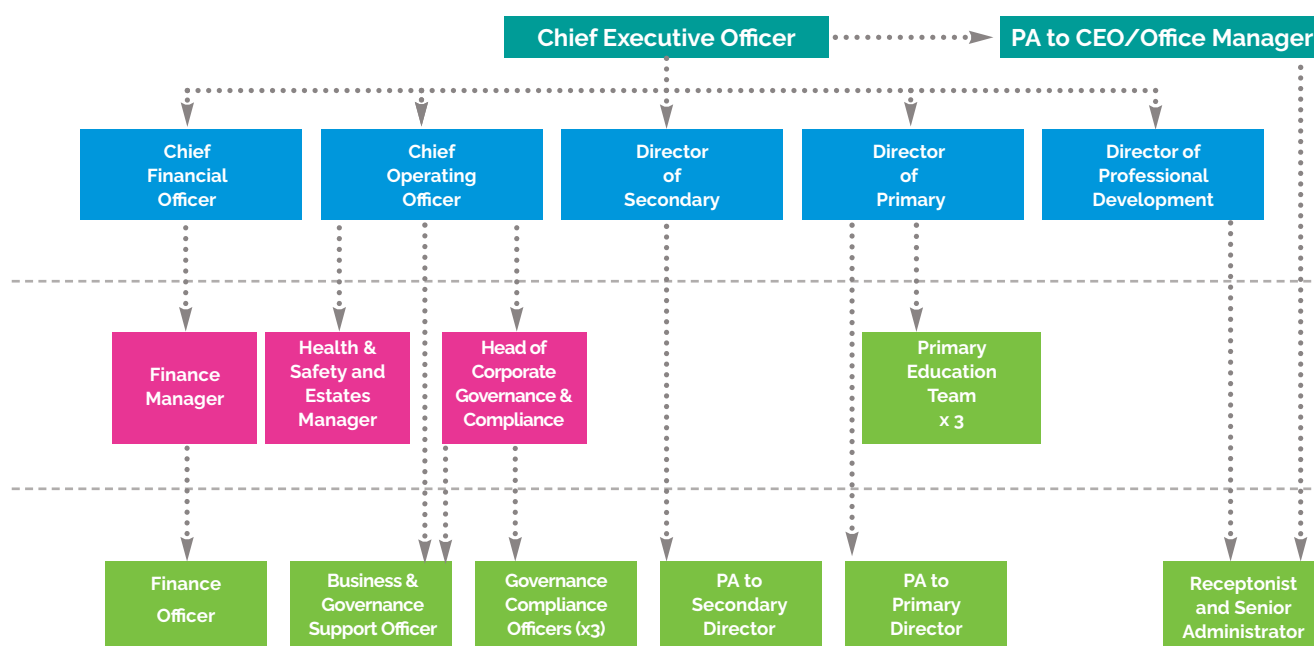 Chief Executive Officer
PA to CEO/Office Manager
Chief
Financial
Officer
Chief
Operating
Officer
Director
of
Secondary
Director
of
Primary
Director of
Professional
Development
Finance
Manager
Health &
Safety and
Estates
Manager
Head of
Corporate
Governance &
Compliance
Primary
Education
Team
x 3
Finance
Officer
Business &
Governance
Support Officer
Governance
Compliance
Officers (x3)
PA to
Secondary
Director
PA to
Primary
Director
Receptonist
and Senior
Administrator